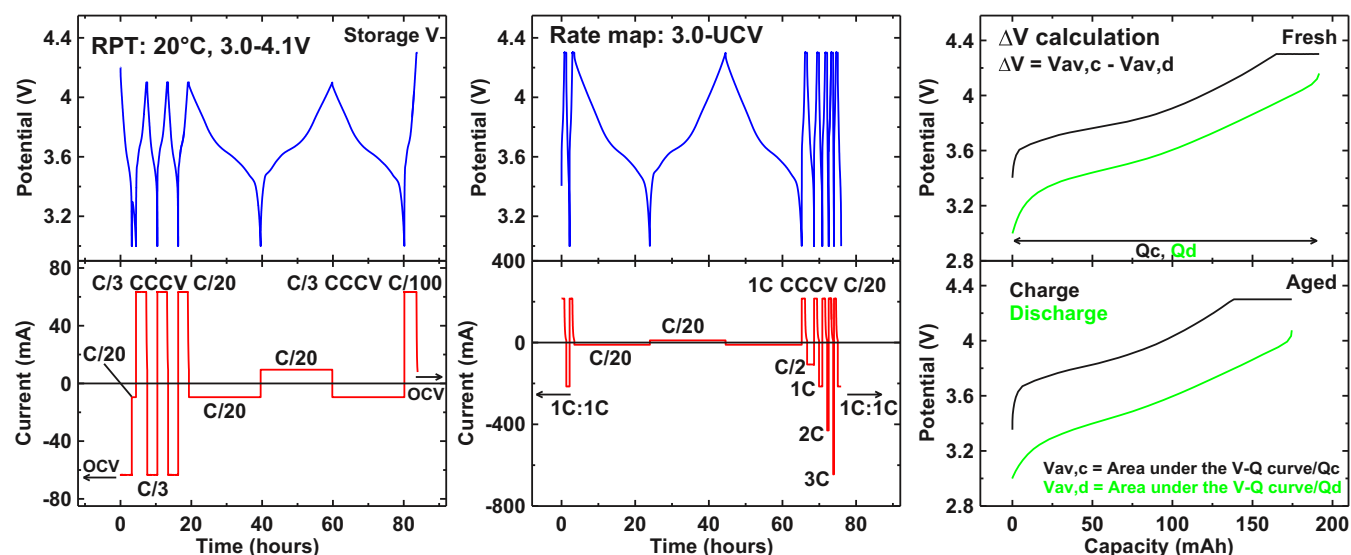 RPT: 20°C, 3.0-4.1V
Storage V
Potential (V)
4.4
4
3.6
3.2
C/3 CCCV C/20
C/3 CCCV C/100
C/20
C/20
C/20
OCV
OCV
C/3
Current (mA)
80
40
0
-40
-80
0
20
40
60
80
Time (hours)
Rate map: 3.0-UCV
Potential (V)
4.4
4
3.6
3.2
1C CCCV C/20
C/20
C/20
C/2
1C
1C:1C
1C:1C
2C
3C
Current (mA)
400
200
0
-400
-800
0
20
40
60
80
Time (hours)
ΔV calculation
Fresh
ΔV = Vav,c - Vav,d
Qc, Qd
Potential (V)
4.4
4
3.6
3.2
2.8
Charge
Aged
Discharge
Vav,c = Area under the V-Q curve/Qc
Vav,d = Area under the V-Q curve/Qd
Potential (V)
4.4
4
3.6
3.2
2.8
0
50
100
150
200
Capacity (mAh)